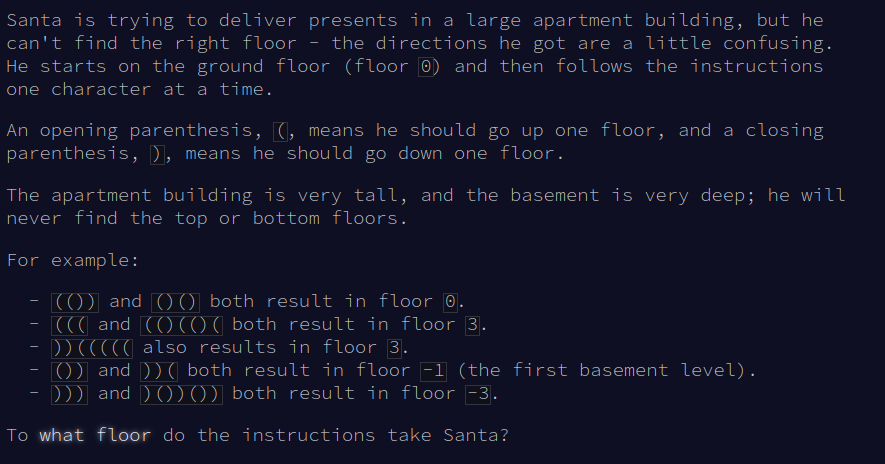 Santa is trying to deliver presents in a large apartment building, but he
can't find the right floor - the directions he got are a little confusing.
He starts on the ground floor (floor 0) and then follows the instructions
one character at a time.
An opening parenthesis, (, means he should go up one floor, and a closing
parenthesis, ), means he should go down one floor.
The apartment building is very tall, and the basement is very deep; he will
never find the top or bottom floors.
For example:
- (()) and ()() both result in floor 0.
- ((( and (()(()( both result in floor 3.
- ))((((( also results in floor 3.
- ()) and ))( both result in floor -1 (the first basement level).
- ))) and )())()) both result in floor -3.
To what floor do the instructions take Santa?